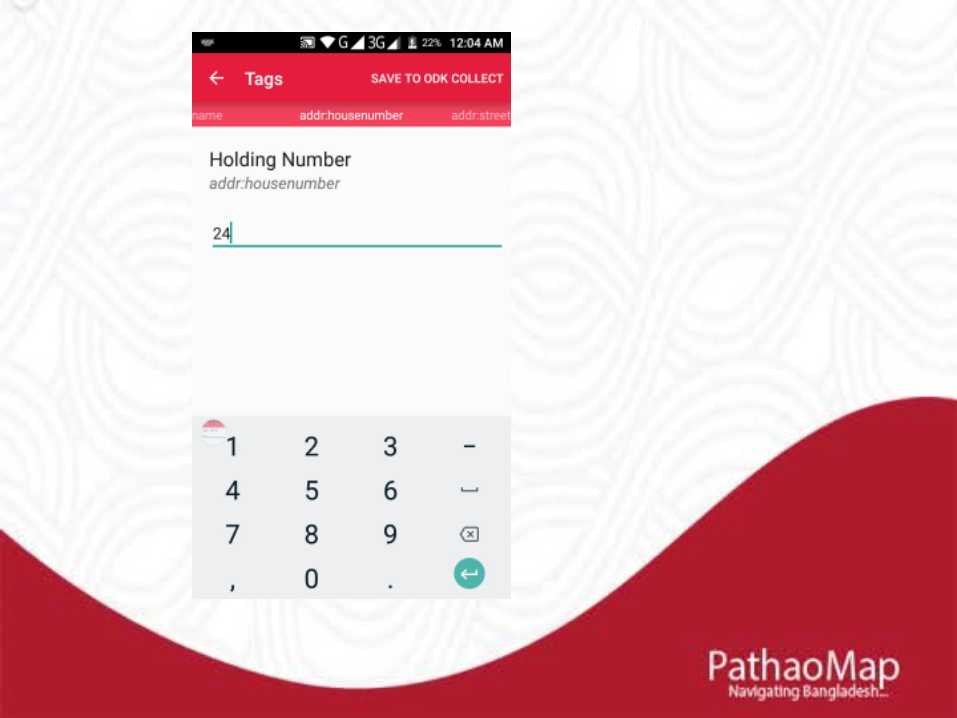 G 3G 22% 12:04 AM
Tags SAVE TO ODK COLLECT
name addr:housenumber addr:street
Holding Number
addr:housenumber
24
1 2 3 -
4 5 6
7 8 9
, 0 .
PathaoMap
Navigating Bangladesh...